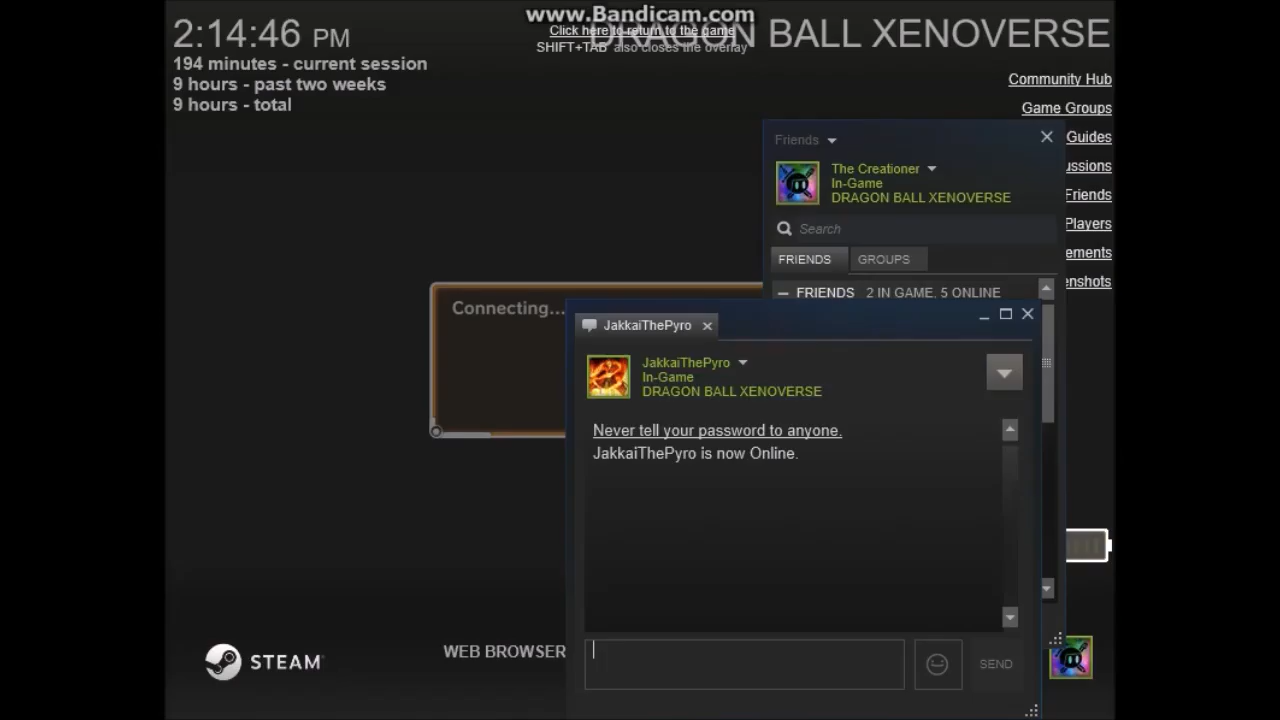 www.Bandicam.com
2:14:46 PM
DRAGON BALL XENOVERSE
Click here to return to the game
SHIFT+TAB also closes the overlay
194 minutes - current session
9 hours - past two weeks
9 hours - total
Community Hub
Game Groups
Guides
ussions
Friends
Players
ements
enshots
Friends
The Creationer
In-Game
DRAGON BALL XENOVERSE
Search
FRIENDS GROUPS
FRIENDS 2 IN GAME, 5 ONLINE
Connecting...
JakkaiThePyro
JakkaiThePyro
In-Game
DRAGON BALL XENOVERSE
Never tell your password to anyone.
JakkaiThePyro is now Online.
SEND
STEAM
WEB BROWSER